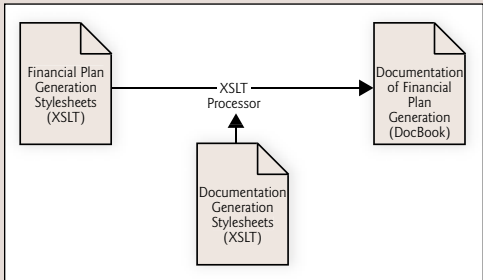 Financial Plan
Generation
Stylesheets
(XSLT)
XSLT
Processor
Documentation
of Financial
Plan
Generation
(DocBook)
Documentation
Generation
Stylesheets
(XSLT)